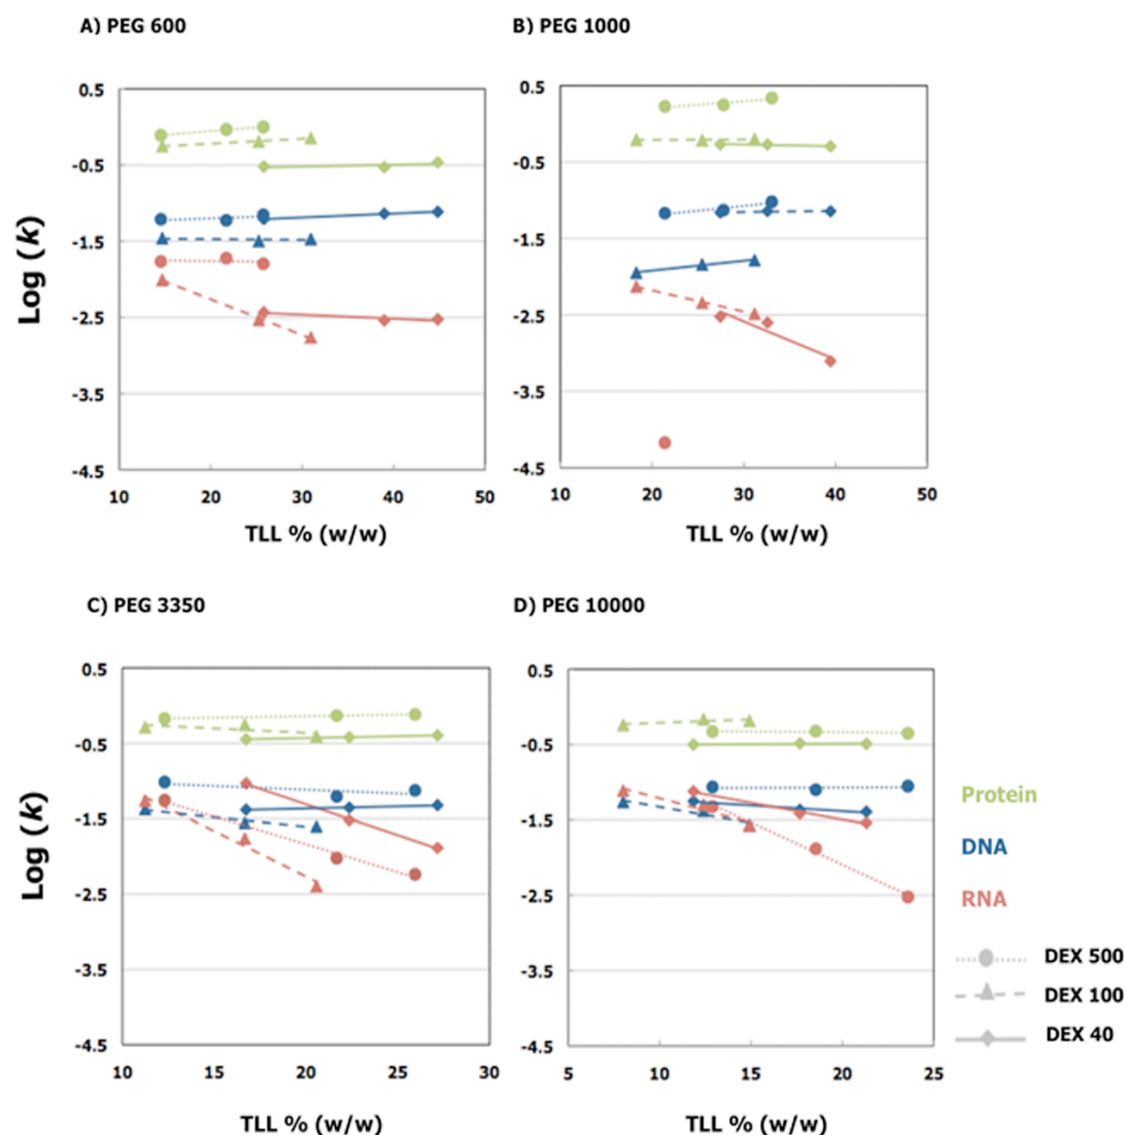 A) PEG 600
B) PEG 1000
Log (k)
0.5
-0.5
-1.5
-2.5
-3.5
-4.5
10 20 30 40 50
TLL % (w/w)
0.5
-0.5
-1.5
-2.5
-3.5
-4.5
10 20 30 40 50
TLL % (w/w)
C) PEG 3350
D) PEG 10000
Log (k)
0.5
-0.5
-1.5
-2.5
-3.5
-4.5
10 15 20 25 30
TLL % (w/w)
0.5
-0.5
-1.5
-2.5
-3.5
-4.5
5 10 15 20 25
TLL % (w/w)
Protein
DNA
RNA
DEX 500
DEX 100
DEX 40